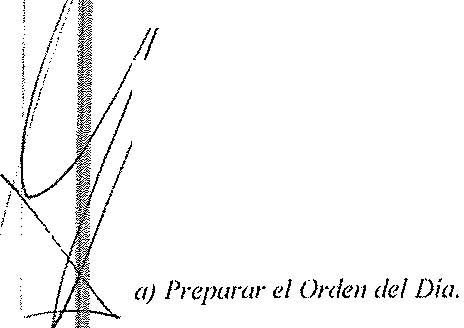 a) Preparar el Orden del Día.